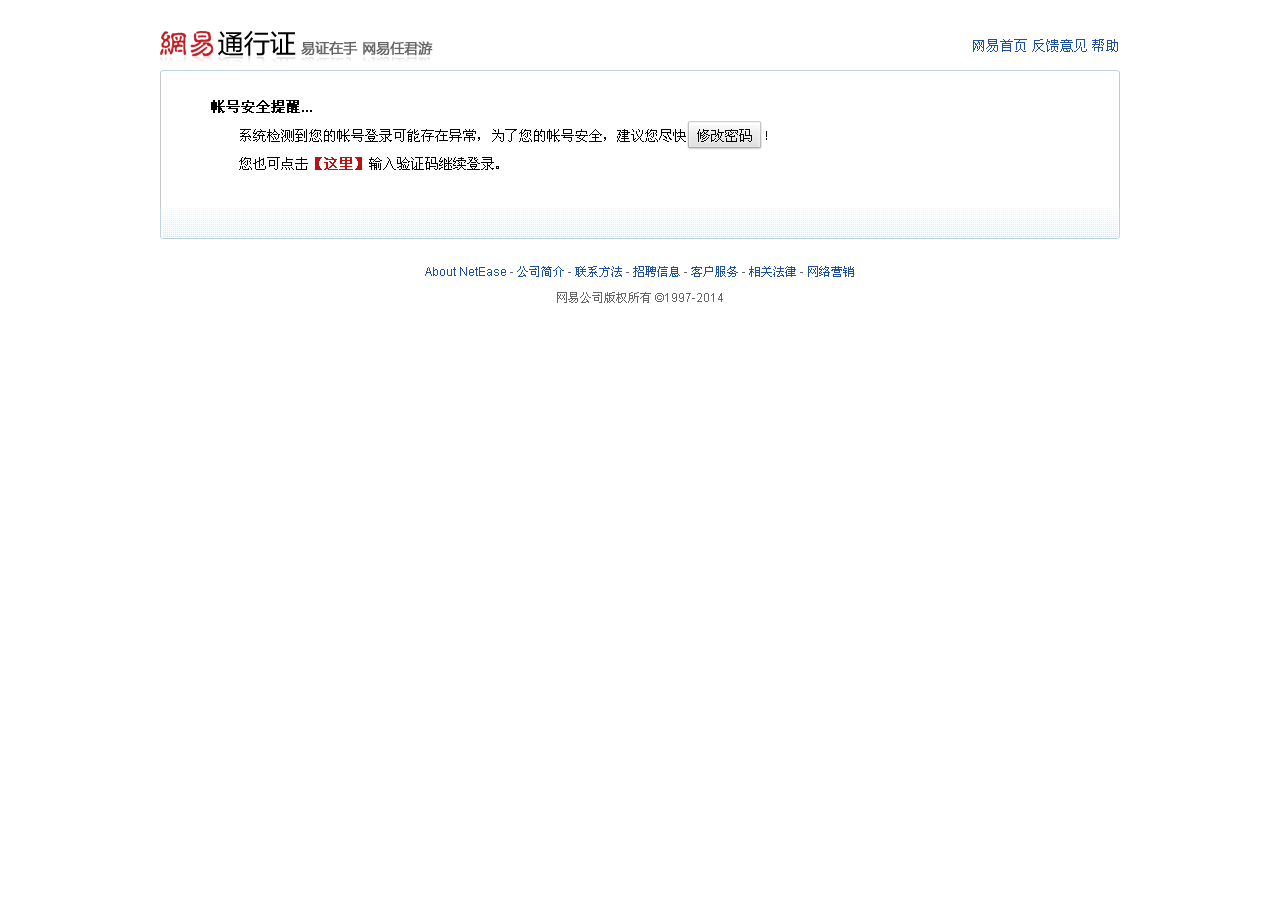 網易通行证 易证在手 网易任君游
网易首页 反馈意见 帮助
帐号安全提醒...
系统检测到您的帐号登录可能存在异常，为了您的帐号安全，建议您尽快 修改密码 ！
您也可点击【这里】输入验证码继续登录。
About NetEase - 公司简介 - 联系方法 - 招聘信息 - 客户服务 - 相关法律 - 网络营销
网易公司版权所有 ©1997-2014